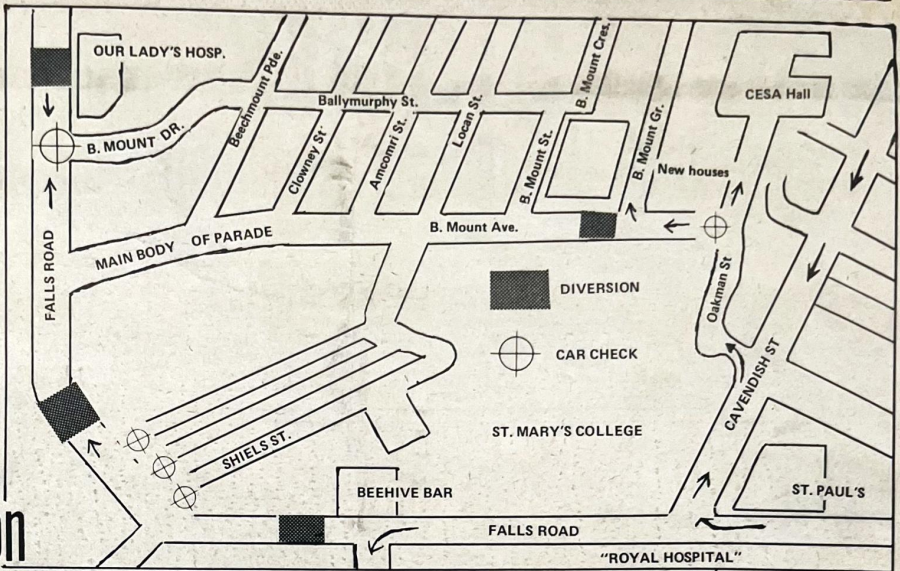 OUR LADY'S HOSP.
Beechmount Pde.
B. Mount Cres.
CESA Hall
Ballymurphy St.
B. MOUNT DR.
Clowney St
Amcomri St.
Locan St.
B. Mount St.
B. Mount Gr.
New houses
FALLS ROAD
MAIN BODY OF PARADE
B. Mount Ave.
DIVERSION
Oakman St
CAR CHECK
CAVENDISH ST
ST. MARY'S COLLEGE
SHIELS ST.
BEEHIVE BAR
ST. PAUL'S
FALLS ROAD
"ROYAL HOSPITAL"